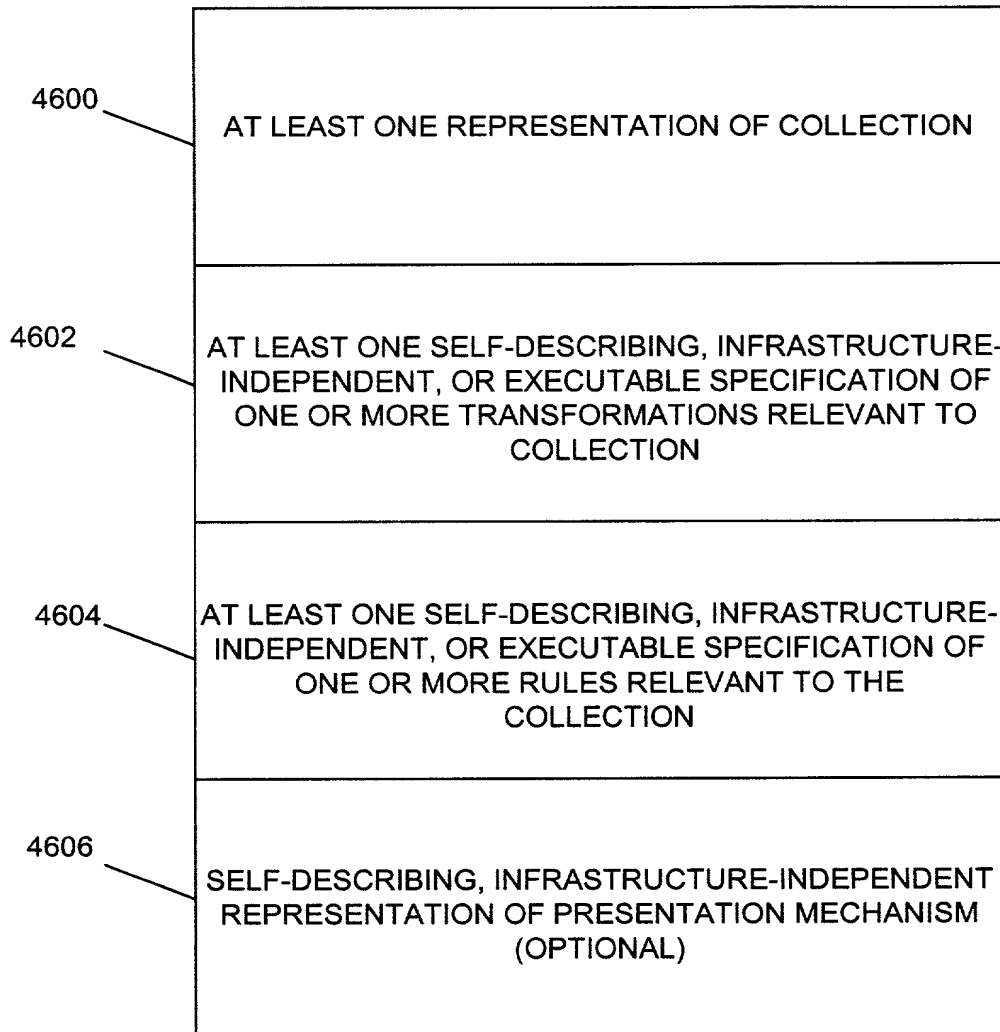 4600
AT LEAST ONE REPRESENTATION OF COLLECTION
4602
AT LEAST ONE SELF-DESCRIBING, INFRASTRUCTURE-
INDEPENDENT, OR EXECUTABLE SPECIFICATION OF
ONE OR MORE TRANSFORMATIONS RELEVANT TO
COLLECTION
4604
AT LEAST ONE SELF-DESCRIBING, INFRASTRUCTURE-
INDEPENDENT, OR EXECUTABLE SPECIFICATION OF
ONE OR MORE RULES RELEVANT TO THE
COLLECTION
4606
SELF-DESCRIBING, INFRASTRUCTURE-INDEPENDENT
REPRESENTATION OF PRESENTATION MECHANISM
(OPTIONAL)